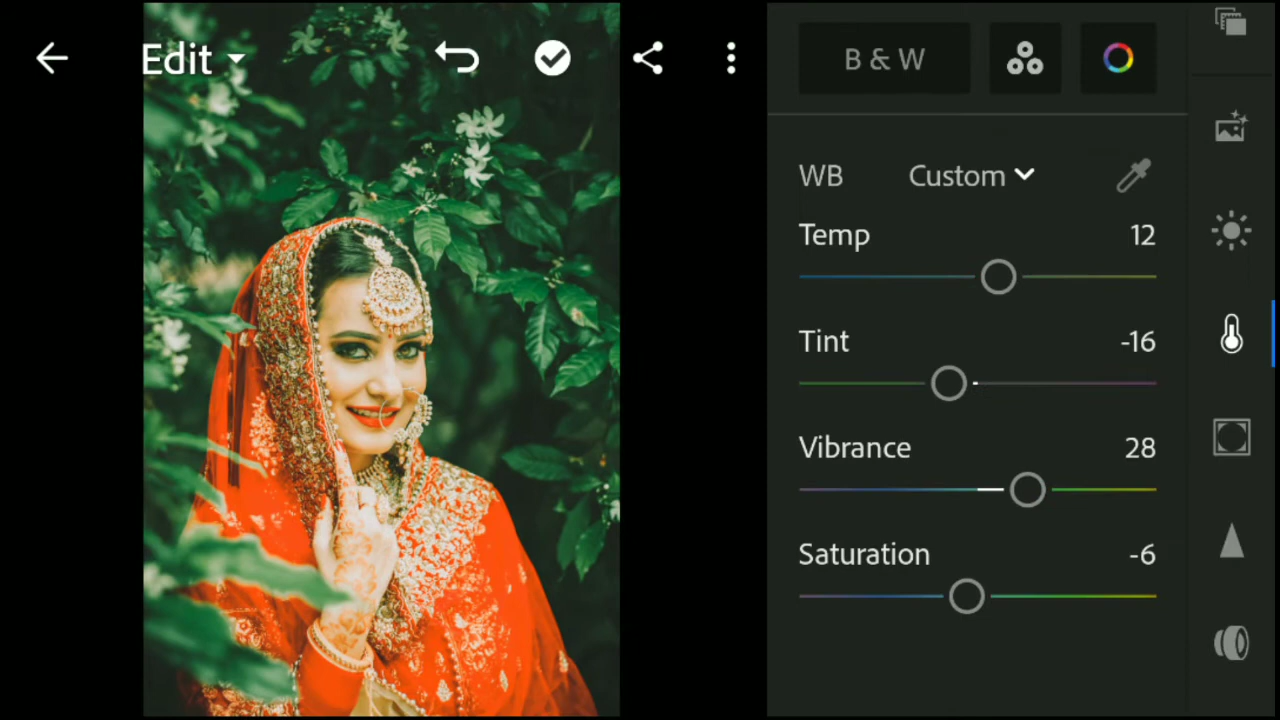 Edit
B & W
WB Custom
Temp 12
Tint -16
Vibrance 28
Saturation -6